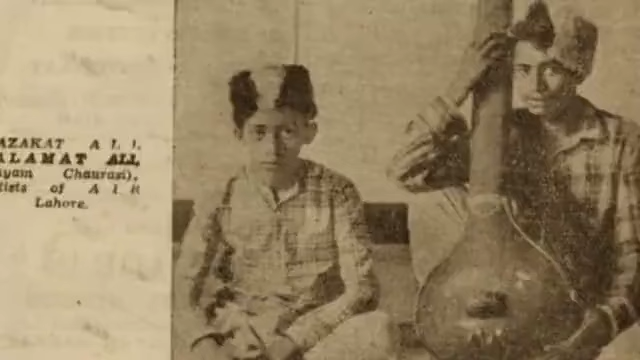 AZAKAT ALI,
ALAMAT ALI,
yam Chaurasi),
tists of AIR
Lahore.